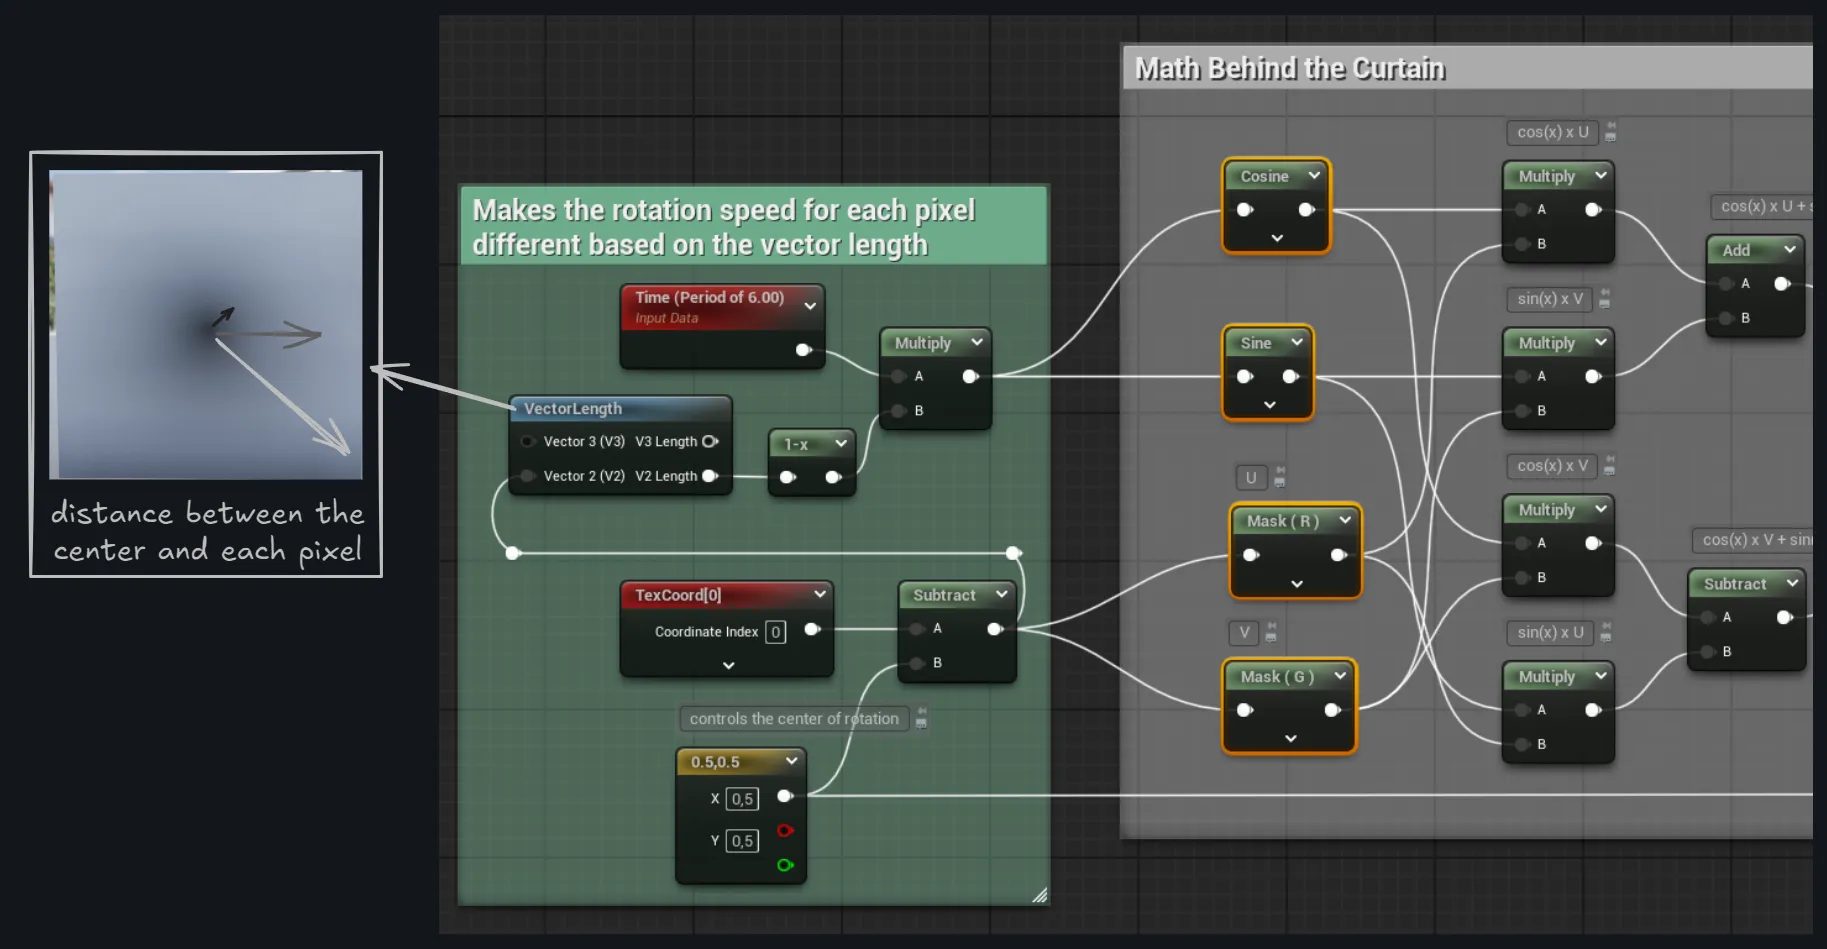 Math Behind the Curtain
cos(x) x U
Cosine
Multiply
A
B
cos(x) x U +
Add
A
B
Makes the rotation speed for each pixel
different based on the vector length
Time (Period of 6.00)
Input Data
Multiply
A
B
sin(x) x V
Sine
Multiply
A
B
VectorLength
Vector 3 (V3) V3 Length
Vector 2 (V2) V2 Length
1-x
distance between the
center and each pixel
U
Mask ( R )
cos(x) x V
Multiply
A
B
cos(x) x V + sin(
Subtract
A
B
TexCoord[0]
Coordinate Index 0
Subtract
A
B
V
Mask ( G )
sin(x) x U
Multiply
A
B
controls the center of rotation
0.5,0.5
X 0,5
Y 0,5